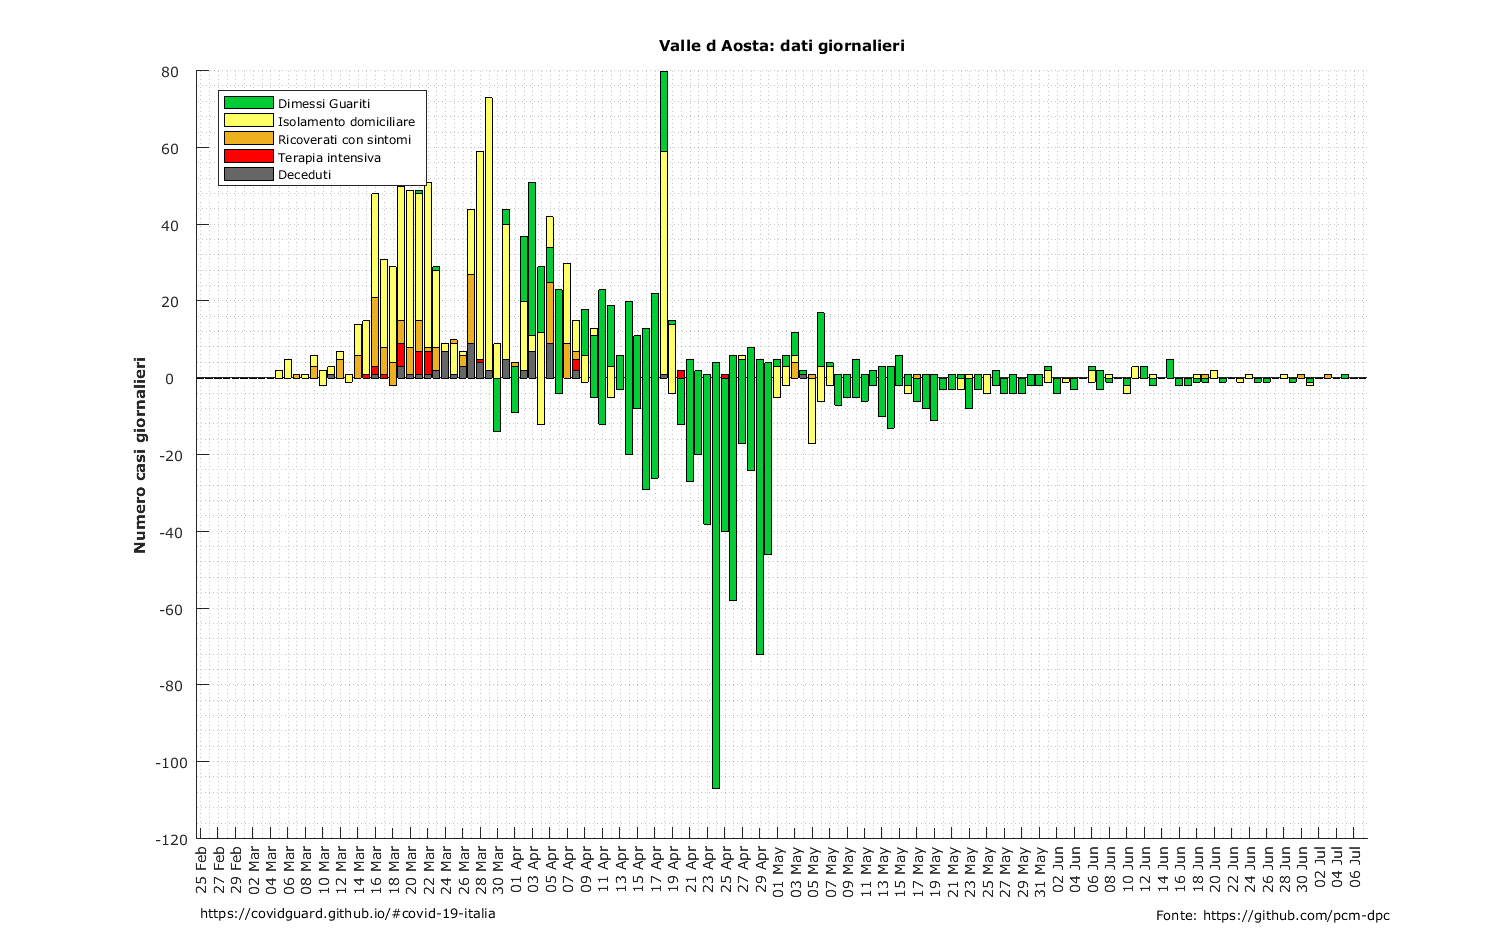 Valle d Aosta: dati giornalieri
Dimessi Guariti
Isolamento domiciliare
Ricoverati con sintomi
Terapia intensiva
Deceduti
Numero casi giornalieri
80
60
40
20
0
-20
-40
-60
-80
-100
-120
25 Feb
27 Feb
29 Feb
02 Mar
04 Mar
06 Mar
08 Mar
10 Mar
12 Mar
14 Mar
16 Mar
18 Mar
20 Mar
22 Mar
24 Mar
26 Mar
28 Mar
30 Mar
01 Apr
03 Apr
05 Apr
07 Apr
09 Apr
11 Apr
13 Apr
15 Apr
17 Apr
19 Apr
21 Apr
23 Apr
25 Apr
27 Apr
29 Apr
01 May
03 May
05 May
07 May
09 May
11 May
13 May
15 May
17 May
19 May
21 May
23 May
25 May
27 May
29 May
31 May
02 Jun
04 Jun
06 Jun
08 Jun
10 Jun
12 Jun
14 Jun
16 Jun
18 Jun
20 Jun
22 Jun
24 Jun
26 Jun
28 Jun
30 Jun
02 Jul
04 Jul
06 Jul
https://covidguard.github.io/#covid-19-italia
Fonte: https://github.com/pcm-dpc